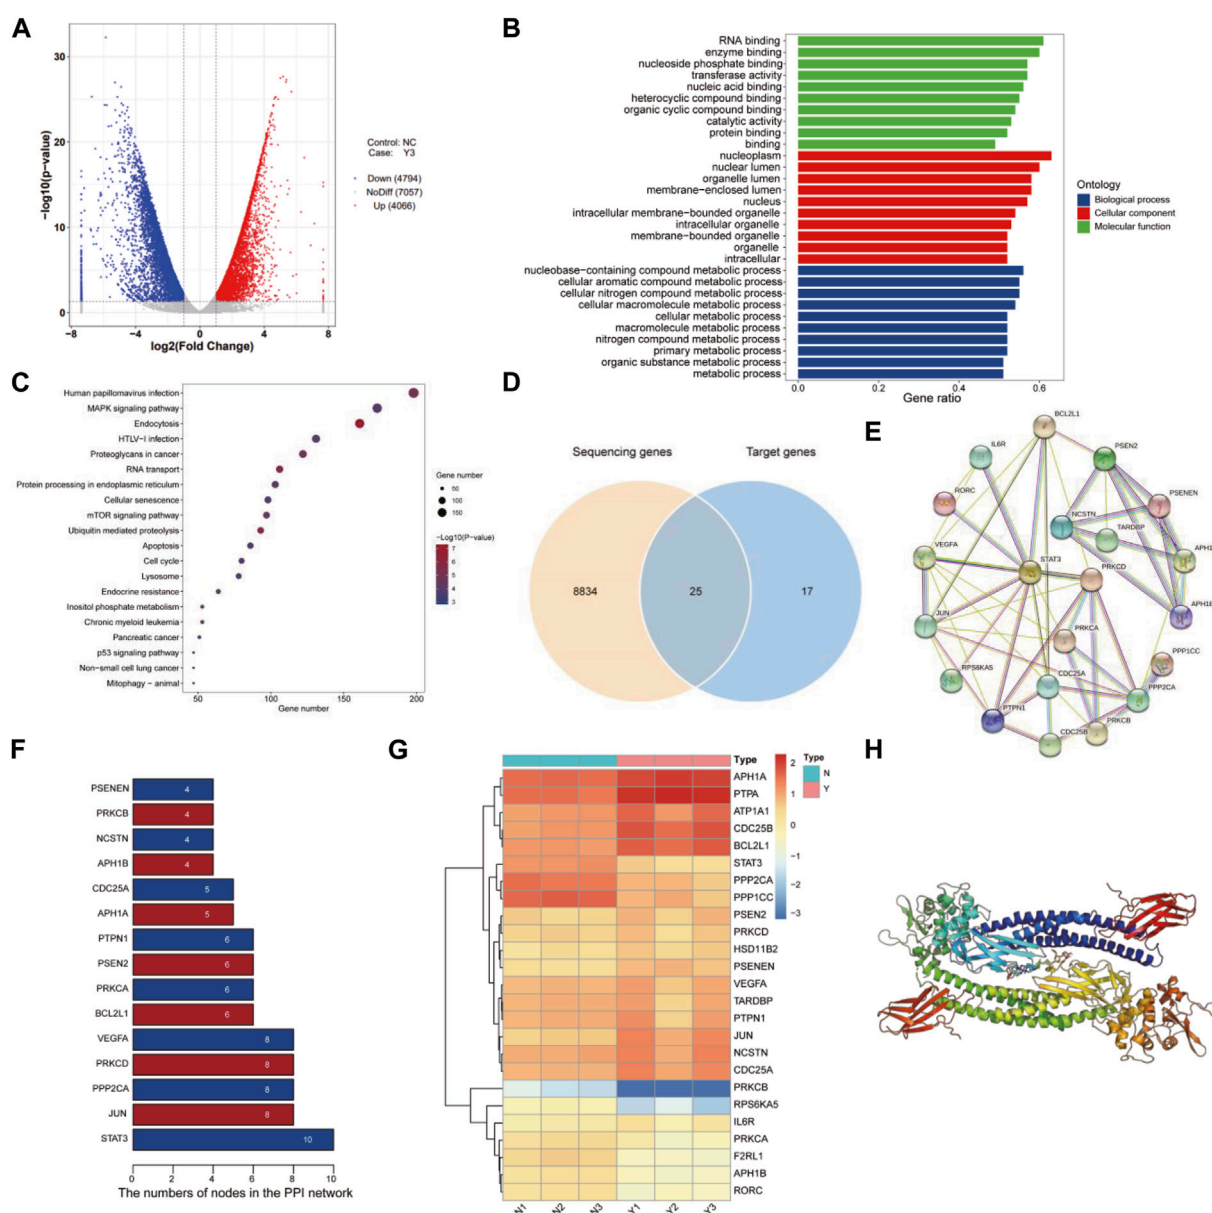 A
30
20
10
0
−log10(p-value)
−8
−4
0
4
8
log2(Fold Change)
Control: NC
Case: Y3
Down (4794)
NoDiff (7057)
Up (4066)
B
RNA binding
enzyme binding
nucleoside phosphate binding
transferase activity
nucleic acid binding
heterocyclic compound binding
organic cyclic compound binding
catalytic activity
protein binding
binding
nucleoplasm
nuclear lumen
organelle lumen
membrane−enclosed lumen
nucleus
intracellular membrane−bounded organelle
intracellular organelle
membrane−bounded organelle
organelle
intracellular
nucleobase−containing compound metabolic process
cellular aromatic compound metabolic process
cellular nitrogen compound metabolic process
cellular macromolecule metabolic process
cellular metabolic process
macromolecule metabolic process
nitrogen compound metabolic process
primary metabolic process
organic substance metabolic process
metabolic process
0.0
0.2
0.4
0.6
Gene ratio
Ontology
Biological process
Cellular component
Molecular function
C
Human papillomavirus infection
MAPK signaling pathway
Endocytosis
HTLV−I infection
Proteoglycans in cancer
RNA transport
Protein processing in endoplasmic reticulum
Cellular senescence
mTOR signaling pathway
Ubiquitin mediated proteolysis
Apoptosis
Cell cycle
Lysosome
Endocrine resistance
Inositol phosphate metabolism
Chronic myeloid leukemia
Pancreatic cancer
p53 signaling pathway
Non−small cell lung cancer
Mitophagy − animal
50
100
150
200
Gene number
Gene number
50
100
150
−Log10(P−value)
7
6
5
4
3
D
Sequencing genes
Target genes
8834
25
17
E
BCL2L1
IL6R
PSEN2
RORC
PSENEN
NCSTN
TARDBP
VEGFA
APH1
STAT3
PRKCD
JUN
APH1B
PRKCA
PPP1CC
RPS6KA5
CDC25A
PPP2CA
PTPN1
PRKCB
CDC25B
F
PSENEN
4
PRKCB
4
NCSTN
4
APH1B
4
CDC25A
5
APH1A
5
PTPN1
6
PSEN2
6
PRKCA
6
BCL2L1
6
VEGFA
8
PRKCD
8
PPP2CA
8
JUN
8
STAT3
10
0
2
4
6
8
10
The numbers of nodes in the PPI network
G
Type
APH1A
PTPA
ATP1A1
CDC25B
BCL2L1
STAT3
PPP2CA
PPP1CC
PSEN2
PRKCD
HSD11B2
PSENEN
VEGFA
TARDBP
PTPN1
JUN
NCSTN
CDC25A
PRKCB
RPS6KA5
IL6R
PRKCA
F2RL1
APH1B
RORC
N1
N2
N3
Y1
Y2
Y3
2
1
0
−1
−2
−3
Type
N
Y
H